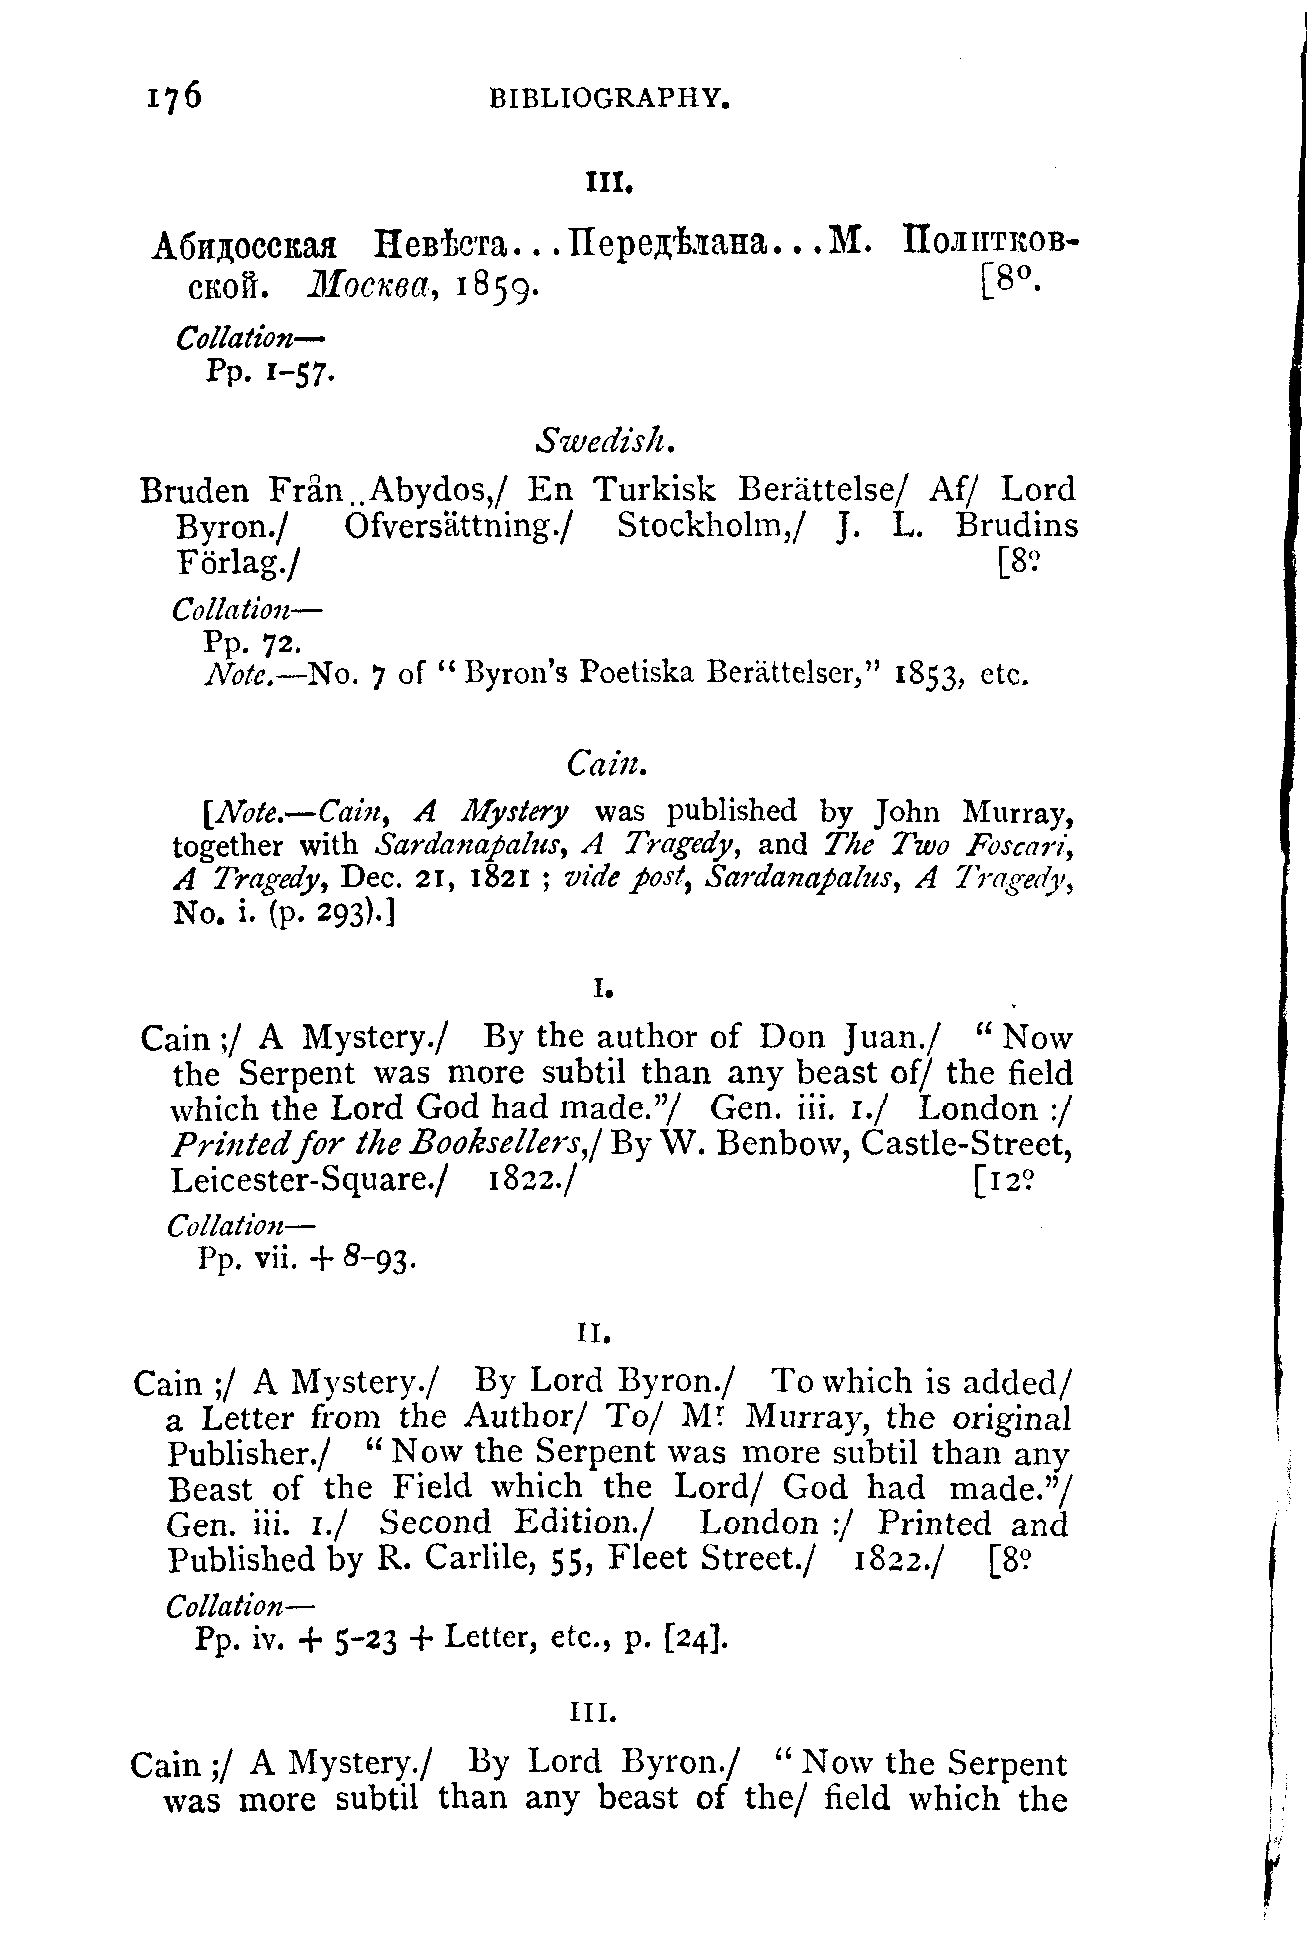 176 BIBLIOGRAPHY.
III.
Абидосская Невѣста...Передѣлана...М. Политков-
ской. Москва, 1859. [8o.
Collation—
Pp. 1-57.
Swedish.
Bruden Från Abydos,/ En Turkisk Berättelse/ Af/ Lord
Byron./ Öfversättning./ Stockholm,/ J. L. Brudins
Förlag./ [8º
Collation—
Pp. 72.
Note.—No. 7 of “Byron's Poetiska Berättelser,” 1853, etc.
Cain.
[Note.—Cain, A Mystery was published by John Murray,
together with Sardanapalus, A Tragedy, and The Two Foscari,
A Tragedy, Dec. 21, 1821 ; vide post, Sardanapalus, A Tragedy,
No. i. (p. 293).]
I.
Cain ;/ A Mystery./ By the author of Don Juan./ “Now
the Serpent was more subtil than any beast of/ the field
which the Lord God had made.”/ Gen. iii. 1./ London :/
Printed for the Booksellers,/ By W. Benbow, Castle-Street,
Leicester-Square./ 1822./ [12º
Collation—
Pp. vii. + 8-93.
II.
Cain ;/ A Mystery./ By Lord Byron./ To which is added/
a Letter from the Author/ To/ Mr Murray, the original
Publisher./ “Now the Serpent was more subtil than any
Beast of the Field which the Lord/ God had made.”/
Gen. iii. 1./ Second Edition./ London :/ Printed and
Published by R. Carlile, 55, Fleet Street./ 1822./ [8º
Collation—
Pp. iv. + 5-23 + Letter, etc., p. [24].
III.
Cain ;/ A Mystery./ By Lord Byron./ “Now the Serpent
was more subtil than any beast of the/ field which the